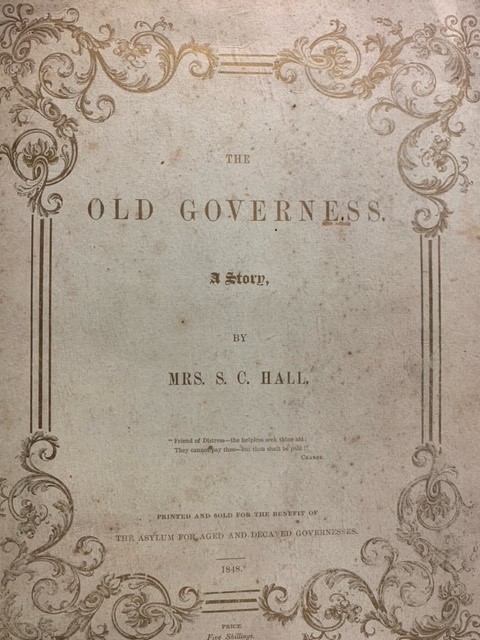 THE
OLD GOVERNESS.
A Story,
BY
MRS. S. C. HALL,
"Friend of Distress—the helpless seek thine aid;
They cannot pay thee—but thou shalt be paid!"
CRABBE.
PRINTED AND SOLD FOR THE BENEFIT OF
THE ASYLUM FOR AGED AND DECAYED GOVERNESSES.
1848.
PRICE
Five Shillings.